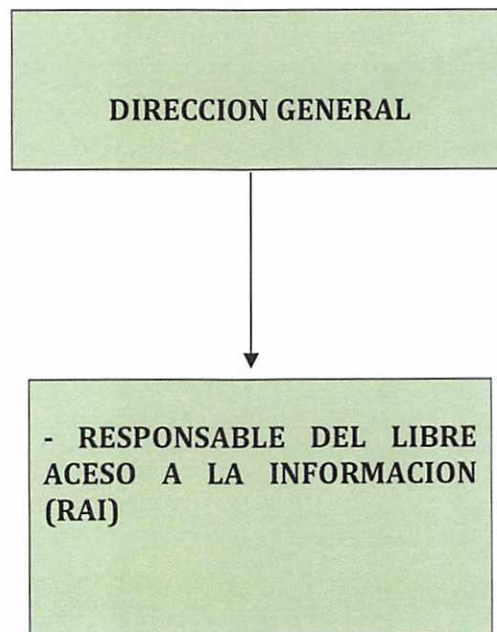 DIRECCION GENERAL
- RESPONSABLE DEL LIBRE
ACESO A LA INFORMACION
(RAI)